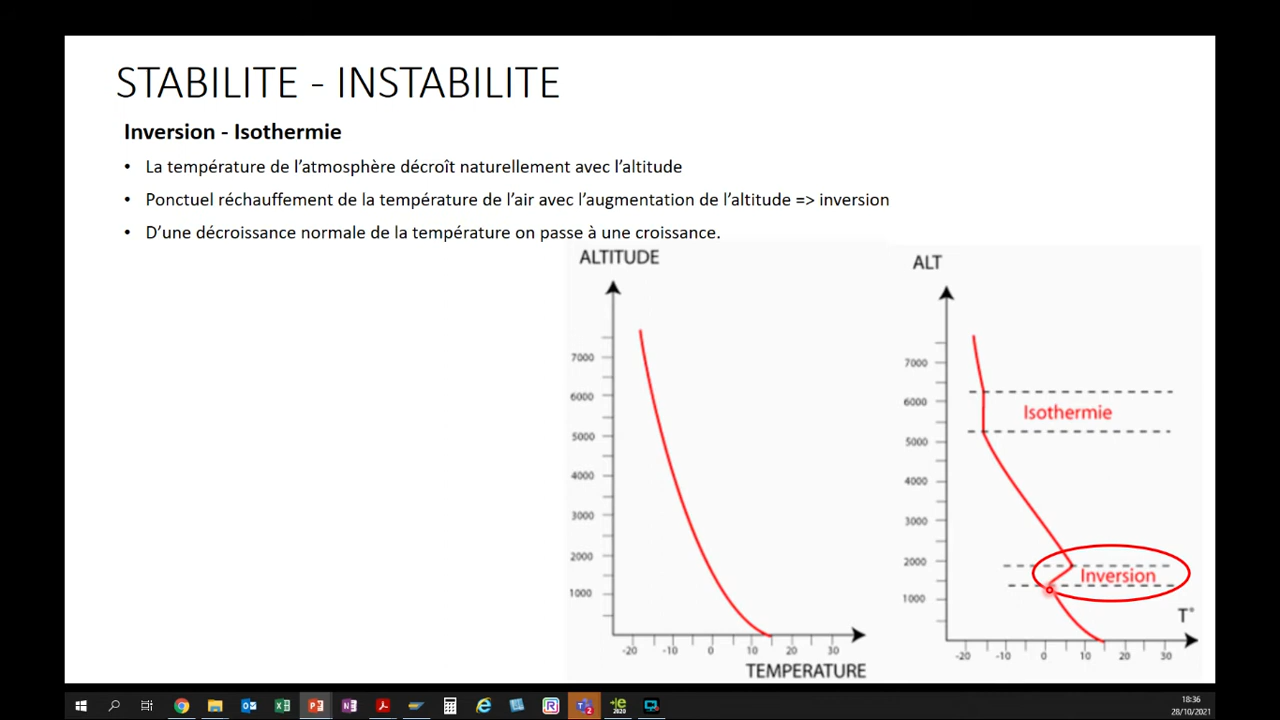 STABILITE - INSTABILITE
Inversion - Isothermie
• La température de l’atmosphère décroît naturellement avec l’altitude
• Ponctuel réchauffement de la température de l’air avec l’augmentation de l’altitude => inversion
• D’une décroissance normale de la température on passe à une croissance.
ALTITUDE
7000
6000
5000
4000
3000
2000
1000
-20 -10 0 10 20 30
TEMPERATURE
ALT
7000
6000
5000
4000
3000
2000
1000
Isothermie
Inversion
T°
-20 -10 0 10 20 30
18:36
28/10/2021